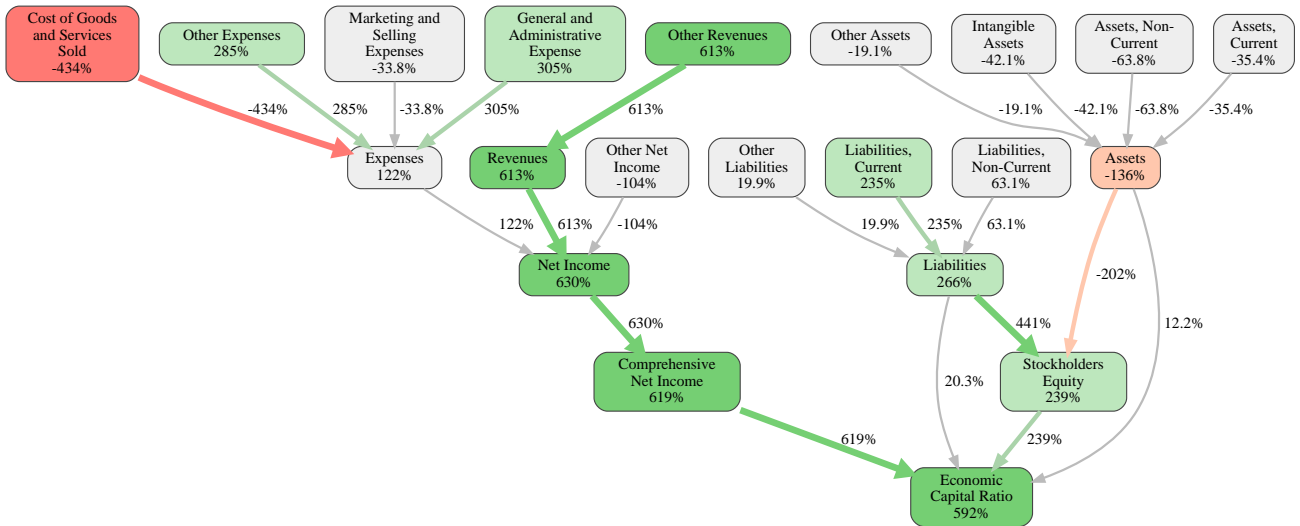 Cost of Goods
and Services
Sold
-434%
Other Expenses
285%
Marketing and
Selling
Expenses
-33.8%
General and
Administrative
Expense
305%
Other Revenues
613%
Other Assets
-19.1%
Intangible
Assets
-42.1%
Assets, Non-
Current
-63.8%
Assets,
Current
-35.4%
-434%
285%
-33.8%
305%
613%
-19.1%
-42.1%
-63.8%
-35.4%
Expenses
122%
Revenues
613%
Other Net
Income
-104%
Other
Liabilities
19.9%
Liabilities,
Current
235%
Liabilities,
Non-Current
63.1%
Assets
-136%
122%
613%
-104%
19.9%
235%
63.1%
Net Income
630%
Liabilities
266%
-202%
630%
441%
12.2%
Comprehensive
Net Income
619%
20.3%
Stockholders
Equity
239%
619%
239%
Economic
Capital Ratio
592%